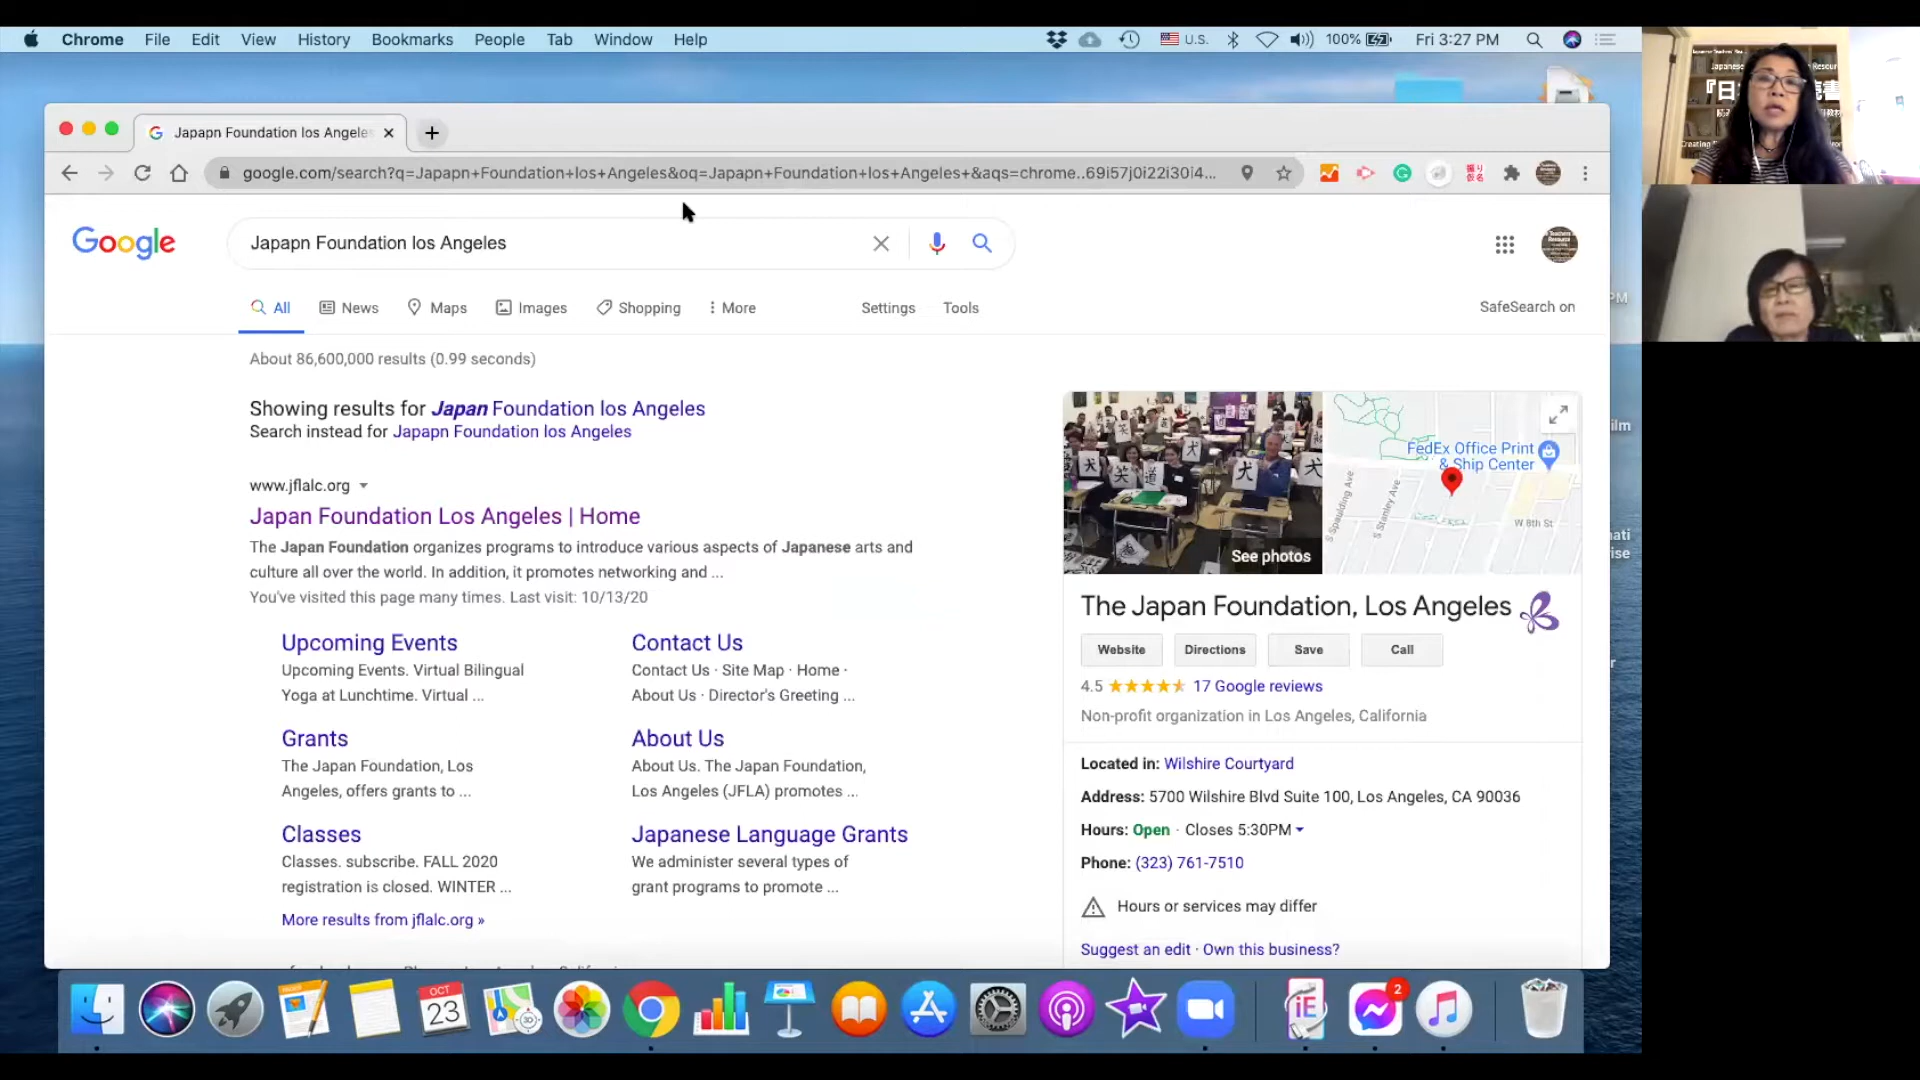 Chrome File Edit View History Bookmarks People Tab Window Help
U.S. 100% Fri 3:27 PM
Japapn Foundation los Angeles
google.com/search?q=Japapn+Foundation+los+Angeles&oq=Japapn+Foundation+los+Angeles+&aqs=chrome..69i57j0i22i30i4...
Google
Japapn Foundation los Angeles
All News Maps Images Shopping More Settings Tools
SafeSearch on
About 86,600,000 results (0.99 seconds)
Showing results for Japan Foundation los Angeles
Search instead for Japapn Foundation los Angeles
www.jflalc.org
Japan Foundation Los Angeles | Home
The Japan Foundation organizes programs to introduce various aspects of Japanese arts and
culture all over the world. In addition, it promotes networking and ...
You've visited this page many times. Last visit: 10/13/20
Upcoming Events
Upcoming Events. Virtual Bilingual
Yoga at Lunchtime. Virtual ...
Contact Us
Contact Us · Site Map · Home ·
About Us · Director's Greeting ...
Grants
The Japan Foundation, Los
Angeles, offers grants to ...
About Us
About Us. The Japan Foundation,
Los Angeles (JFLA) promotes ...
Classes
Classes. subscribe. FALL 2020
registration is closed. WINTER ...
Japanese Language Grants
We administer several types of
grant programs to promote ...
More results from jflalc.org »
See photos
FedEx Office Print
& Ship Center
S Spaulding Ave
S Stanley Ave
W 8th St
The Japan Foundation, Los Angeles
Website Directions Save Call
4.5 17 Google reviews
Non-profit organization in Los Angeles, California
Located in: Wilshire Courtyard
Address: 5700 Wilshire Blvd Suite 100, Los Angeles, CA 90036
Hours: Open · Closes 5:30PM
Phone: (323) 761-7510
Hours or services may differ
Suggest an edit · Own this business?
OCT
23
iE
2